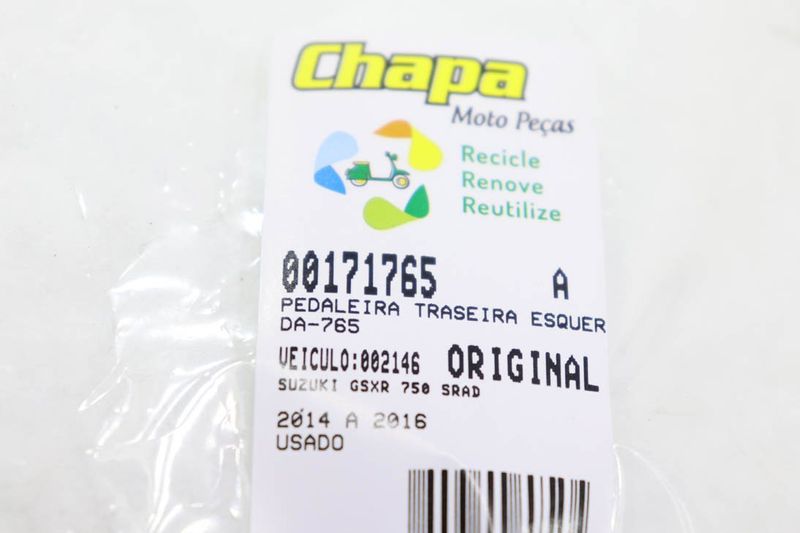 Chapa
Moto Peças
Recicle
Renove
Reutilize
00171765 A
PEDALEIRA TRASEIRA ESQUER
DA-765
VEICULO:002146 ORIGINAL
SUZUKI GSXR 750 SRAD
2014 A 2016
USADO